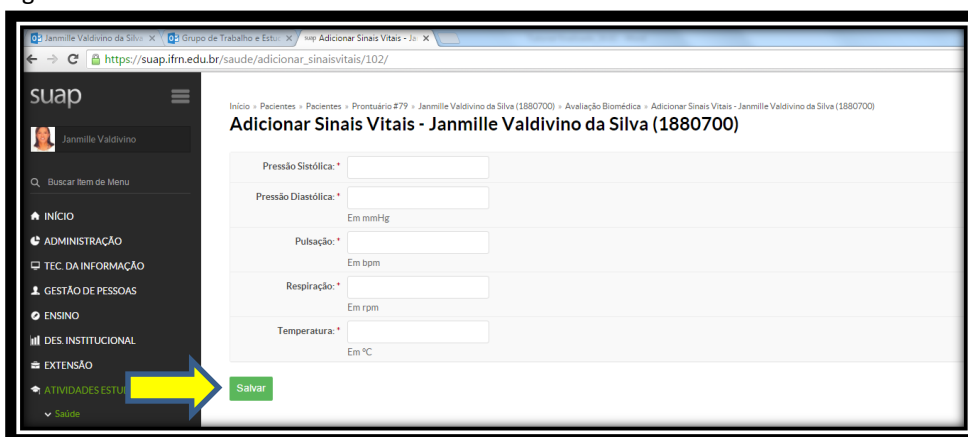 Janmille Valdivino da Silva
Grupo de Trabalho e Estu
suap Adicionar Sinais Vitais - Ja
https://suap.ifrn.edu.br/saude/adicionar_sinaisvitais/102/
suap
Janmille Valdivino
Buscar Item de Menu
INÍCIO
ADMINISTRAÇÃO
TEC. DA INFORMAÇÃO
GESTÃO DE PESSOAS
ENSINO
DES. INSTITUCIONAL
EXTENSÃO
ATIVIDADES
Saúde
Início » Pacientes » Pacientes » Prontuário #79 » Janmille Valdivino da Silva (1880700) » Avaliação Biomédica » Adicionar Sinais Vitais - Janmille Valdivino da Silva (1880700)
Adicionar Sinais Vitais - Janmille Valdivino da Silva (1880700)
Pressão Sistólica: *
Pressão Diastólica: *
Em mmHg
Pulsação: *
Em bpm
Respiração: *
Em rpm
Temperatura: *
Em ºC
Salvar